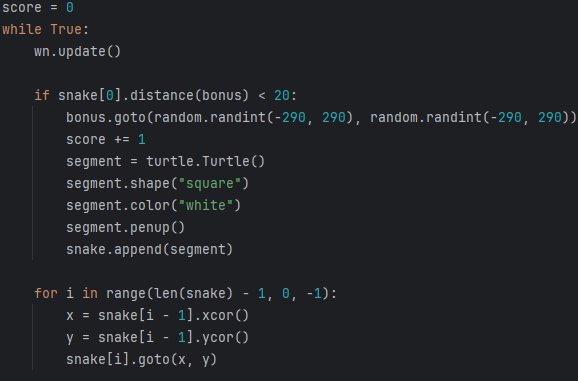 score = 0
while True:
    wn.update()

    if snake[0].distance(bonus) < 20:
        bonus.goto(random.randint(-290, 290), random.randint(-290, 290))
        score += 1
        segment = turtle.Turtle()
        segment.shape("square")
        segment.color("white")
        segment.penup()
        snake.append(segment)

    for i in range(len(snake) - 1, 0, -1):
        x = snake[i - 1].xcor()
        y = snake[i - 1].ycor()
        snake[i].goto(x, y)